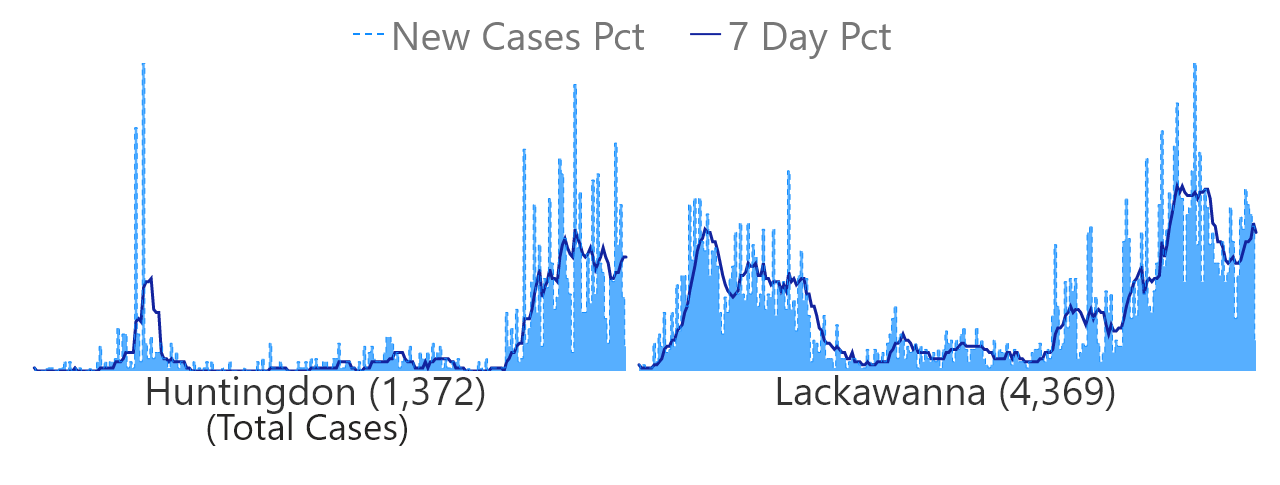 New Cases Pct 7 Day Pct
Huntingdon (1,372) Lackawanna (4,369)
(Total Cases)